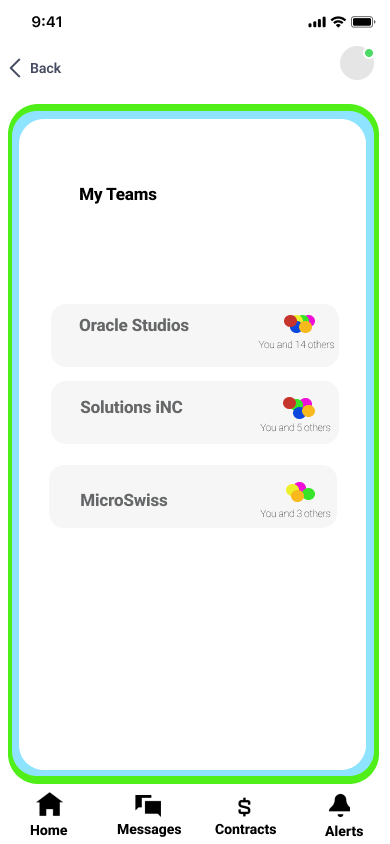 9:41
Back
My Teams
Oracle Studios
You and 14 others
Solutions iNC
You and 5 others
MicroSwiss
You and 3 others
Home
Messages
$
Contracts
Alerts